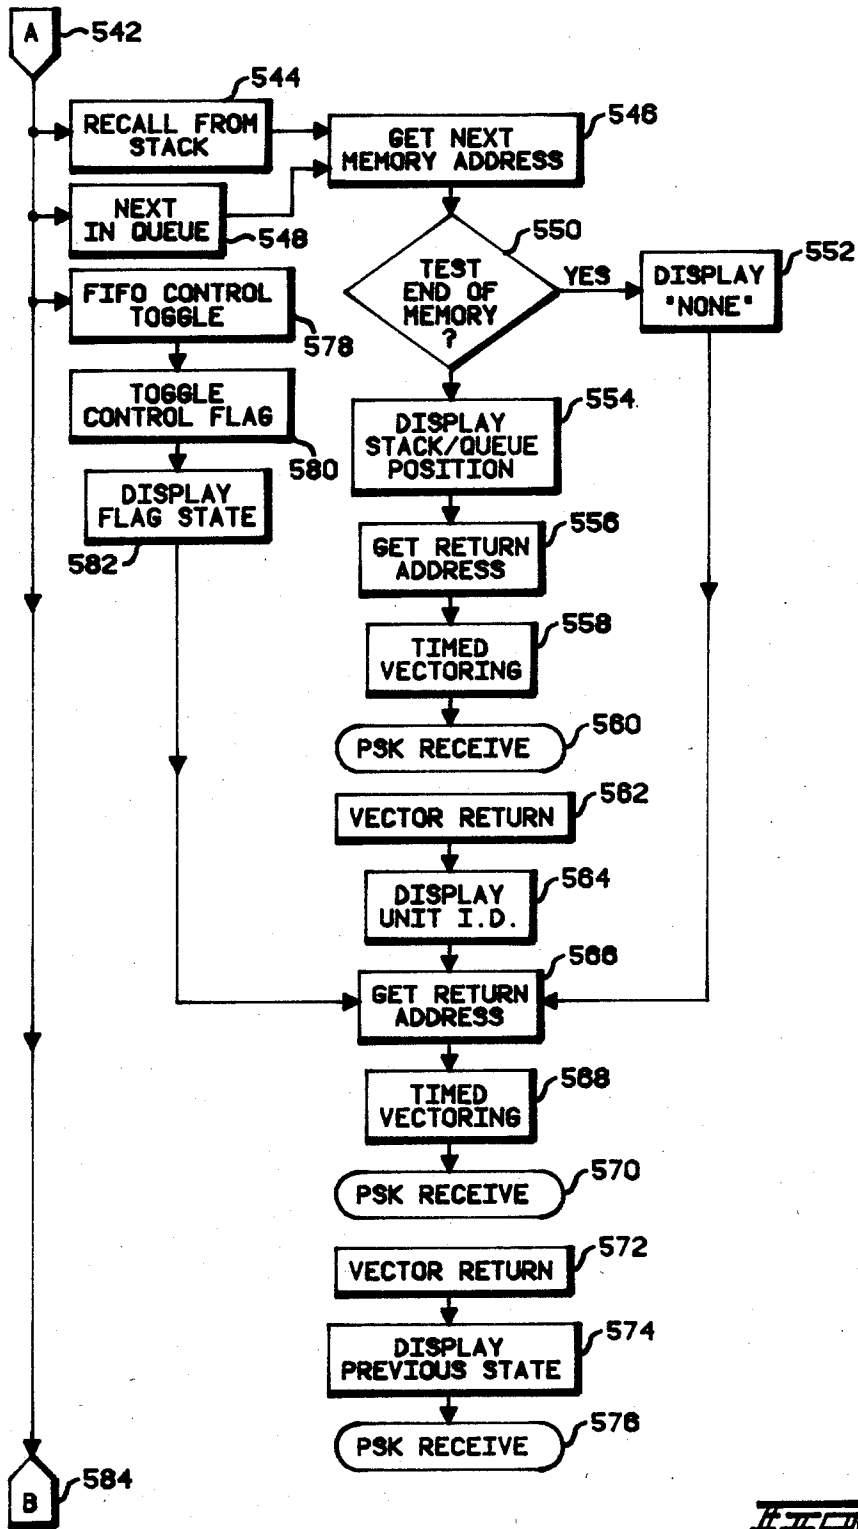 A
542
544
RECALL FROM
STACK
546
GET NEXT
MEMORY ADDRESS
NEXT
IN QUEUE
548
550
TEST
END OF
MEMORY
?
YES
552
DISPLAY
"NONE"
FIFO CONTROL
TOGGLE
578
TOGGLE
CONTROL FLAG
580
554
DISPLAY
STACK/QUEUE
POSITION
DISPLAY
FLAG STATE
582
556
GET RETURN
ADDRESS
558
TIMED
VECTORING
560
PSK RECEIVE
562
VECTOR RETURN
564
DISPLAY
UNIT I.D.
566
GET RETURN
ADDRESS
568
TIMED
VECTORING
570
PSK RECEIVE
572
VECTOR RETURN
574
DISPLAY
PREVIOUS STATE
576
PSK RECEIVE
584
B